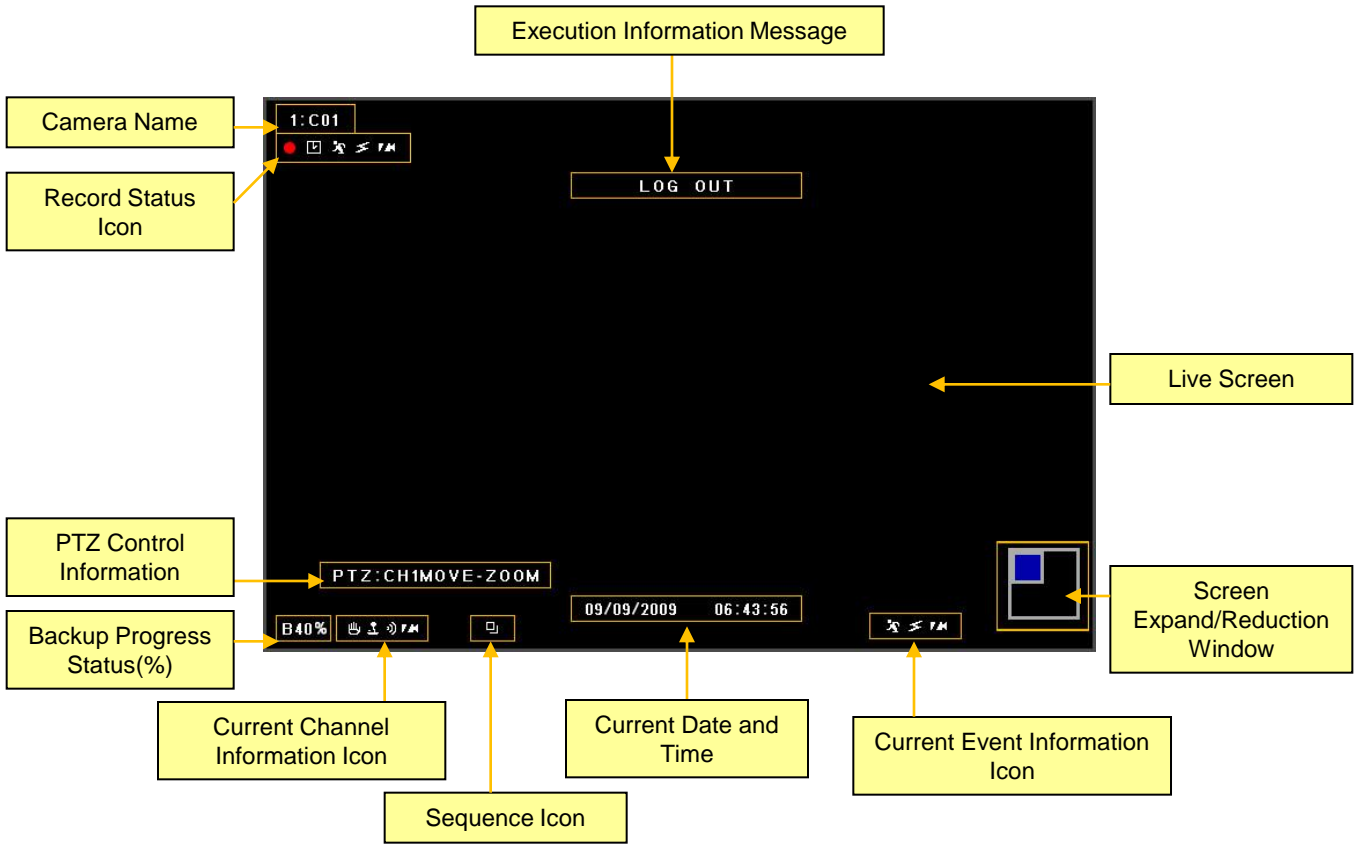 Execution Information Message
Camera Name
1:C01
Record Status
Icon
LOG OUT
Live Screen
PTZ Control
Information
PTZ:CH1MOVE-ZOOM
09/09/2009 06:43:56
Screen
Expand/Reduction
Window
Backup Progress
Status(%)
B40%
Current Channel
Information Icon
Current Date and
Time
Current Event Information
Icon
Sequence Icon